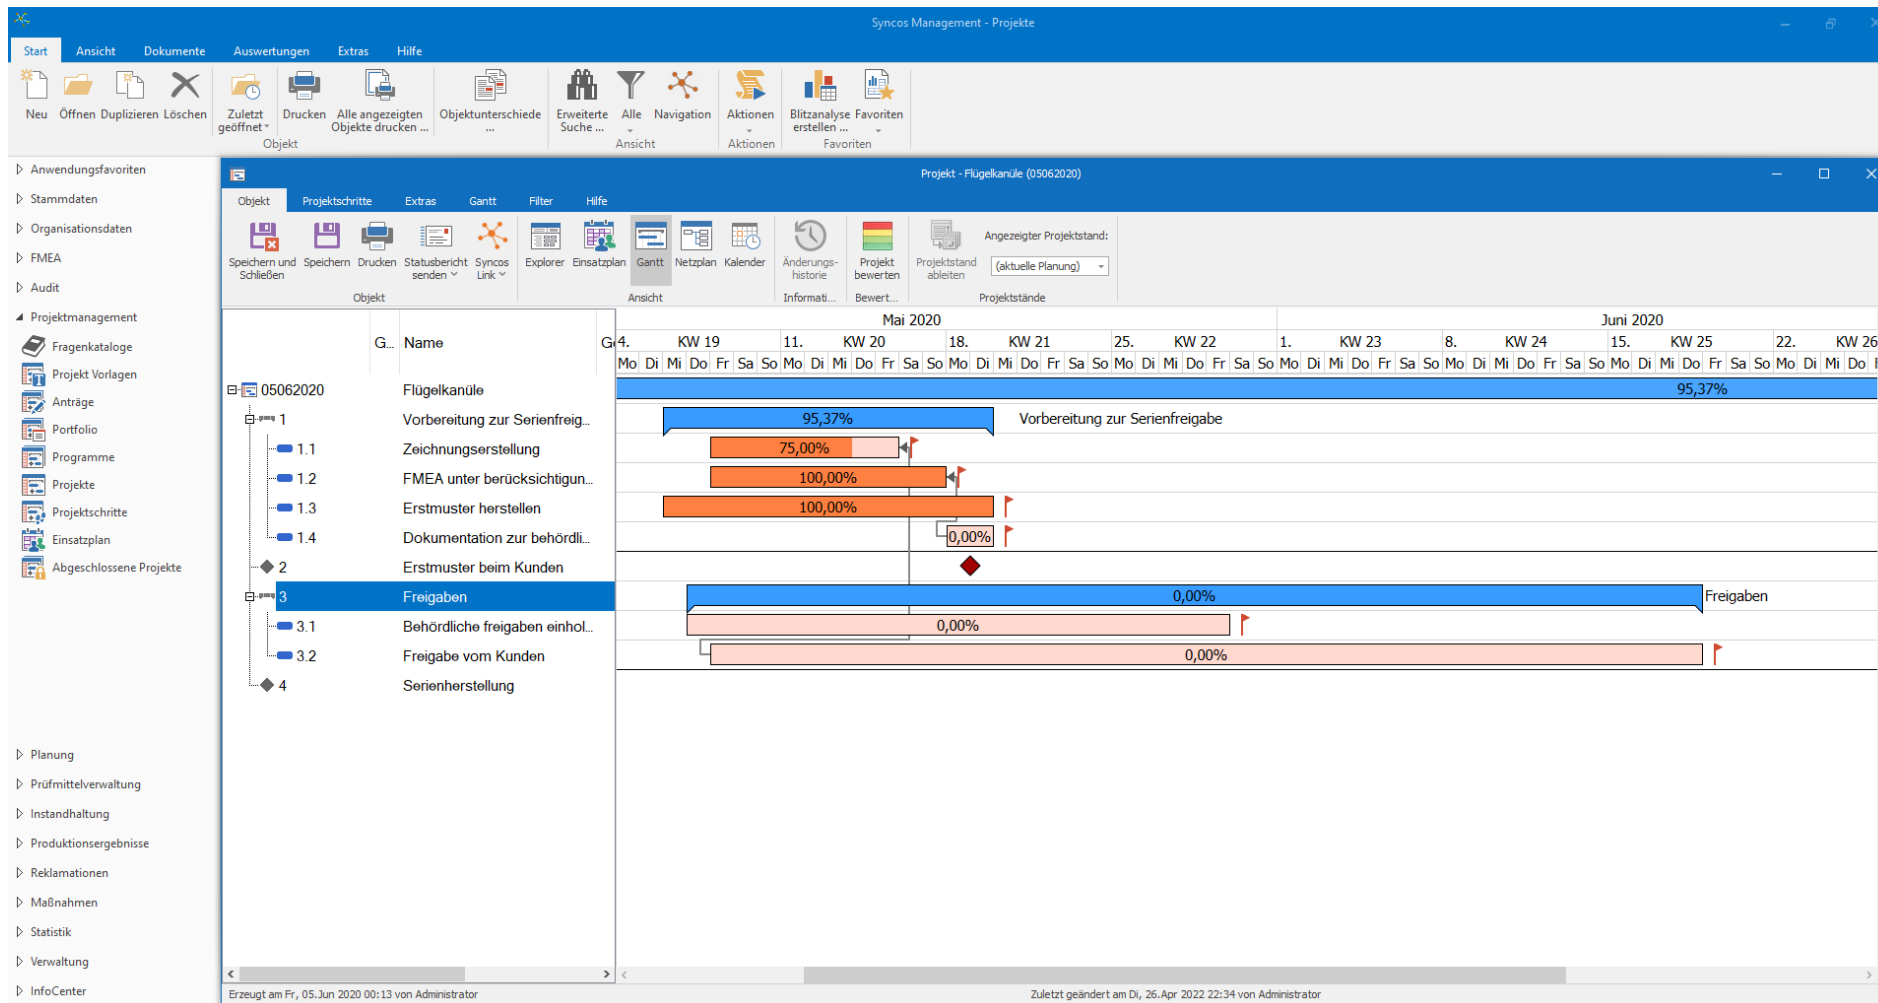 Syncos Management - Projekte
Start Ansicht Dokumente Auswertungen Extras Hilfe
Neu Öffnen Duplizieren Löschen Zuletzt geöffnet Drucken Alle angezeigten Objekte drucken ... Objektunterschiede ... Erweiterte Suche ... Alle Navigation Aktionen Blitzanalyse erstellen ... Favoriten
Objekt Ansicht Aktionen Favoriten
Anwendungsfavoriten
Stammdaten
Organisationsdaten
FMEA
Audit
Projektmanagement
Fragenkataloge
Projekt Vorlagen
Anträge
Portfolio
Programme
Projekte
Projektschritte
Einsatzplan
Abgeschlossene Projekte
Planung
Prüfmittelverwaltung
Instandhaltung
Produktionsergebnisse
Reklamationen
Maßnahmen
Statistik
Verwaltung
InfoCenter
Projekt - Flügelkanüle (05062020)
Objekt Projektschritte Extras Gantt Filter Hilfe
Speichern und Schließen Speichern Drucken Statusbericht senden Syncos Link Explorer Einsatzplan Gantt Netzplan Kalender Änderungs- historie Projekt bewerten Projektstand ableiten Angezeigter Projektstand:
(aktuelle Planung)
Objekt Ansicht Informati... Bewert... Projektstände
Mai 2020 Juni 2020
G... Name G 4. KW 19 11. KW 20 18. KW 21 25. KW 22 1. KW 23 8. KW 24 15. KW 25 22. KW 26
Mo Di Mi Do Fr Sa So Mo Di Mi Do Fr Sa So Mo Di Mi Do Fr Sa So Mo Di Mi Do Fr Sa So Mo Di Mi Do Fr Sa So Mo Di Mi Do Fr Sa So Mo Di Mi Do Fr Sa So Mo Di Mi Do
05062020 Flügelkanüle 95,37%
1 Vorbereitung zur Serienfreig... 95,37% Vorbereitung zur Serienfreigabe
1.1 Zeichnungserstellung 75,00%
1.2 FMEA unter berücksichtigun... 100,00%
1.3 Erstmuster herstellen 100,00%
1.4 Dokumentation zur behördli... 0,00%
2 Erstmuster beim Kunden
3 Freigaben 0,00% Freigaben
3.1 Behördliche freigaben einhol... 0,00%
3.2 Freigabe vom Kunden 0,00%
4 Serienherstellung
Erzeugt am Fr, 05.Jun 2020 00:13 von Administrator Zuletzt geändert am Di, 26.Apr 2022 22:34 von Administrator